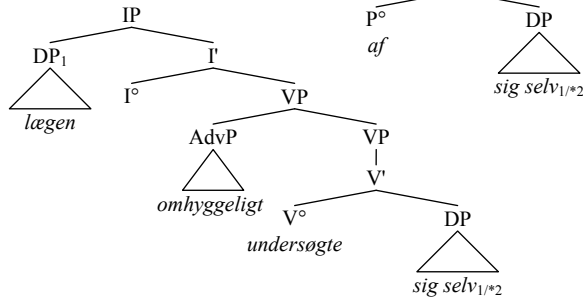 IP
P° DP
af
DP1 I'
sig selv1/*2
I° VP
lægen
AdvP VP
omhyggeligt V'
V° DP
undersøgte
sig selv1/*2